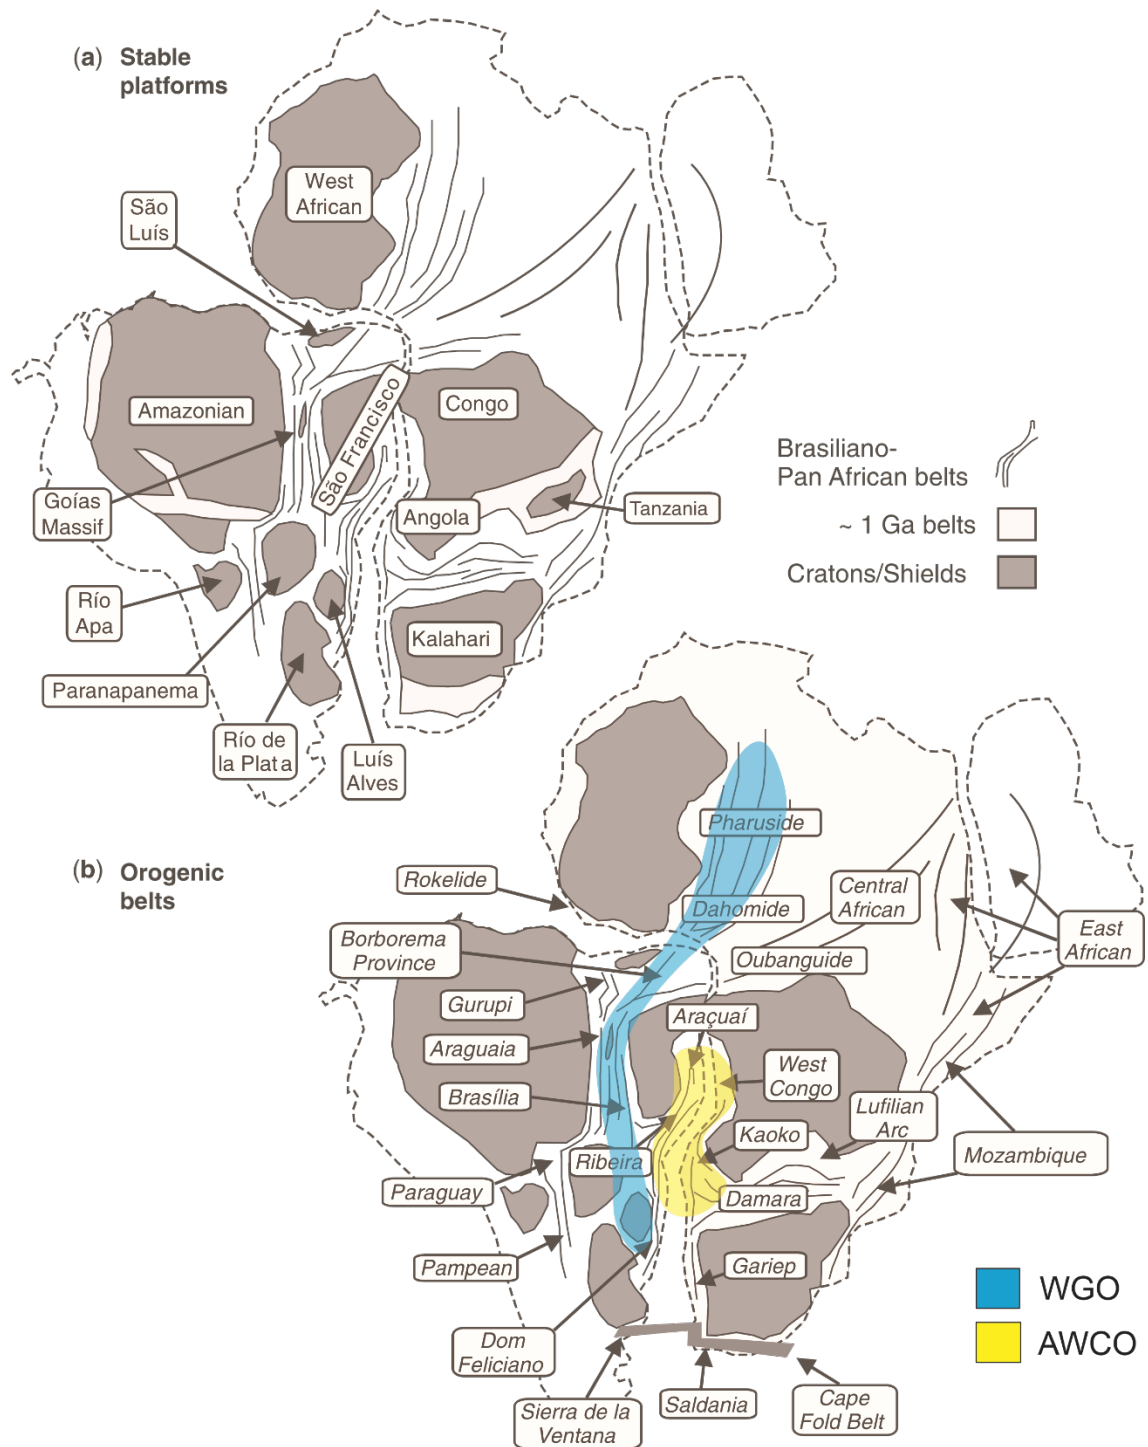 (a) Stable
platforms
West
African
São
Luís
Amazonian
São Francisco
Congo
Goías
Massif
Angola
Tanzania
Río
Apa
Paranapanema
Kalahari
Río de
la Plata
Luís
Alves
Brasiliano-
Pan African belts
~ 1 Ga belts
Cratons/Shields
(b) Orogenic
belts
Pharuside
Rokelide
Dahomide
Central
African
Borborema
Province
Oubanguide
East
African
Gurupi
Araçuaí
Araguaia
West
Congo
Brasília
Lufilian
Arc
Kaoko
Ribeira
Mozambique
Paraguay
Damara
Pampean
Gariep
Dom
Feliciano
Sierra de la
Ventana
Saldania
Cape
Fold Belt
WGO
AWCO